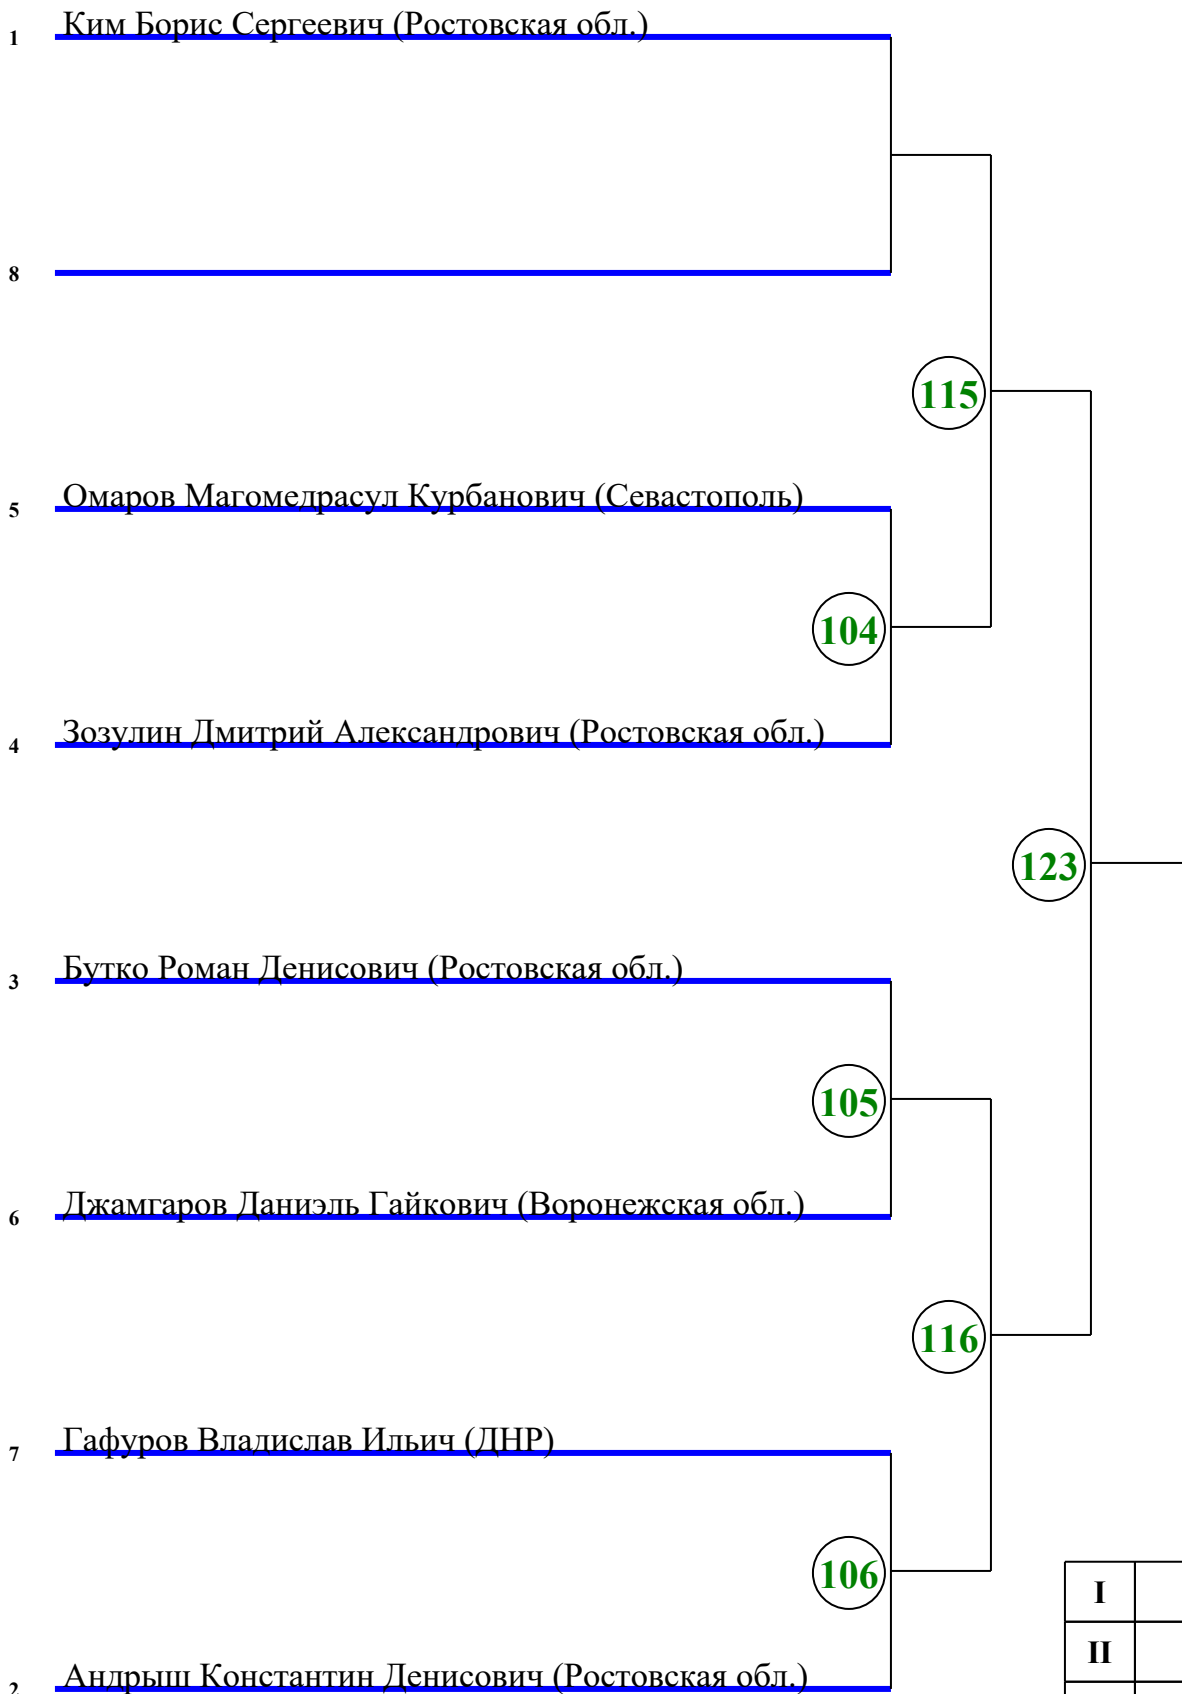 1 Ким Борис Сергеевич (Ростовская обл.)
8
115
5 Омаров Магомедрасул Курбанович (Севастополь)
104
4 Зозулин Дмитрий Александрович (Ростовская обл.)
123
3 Бутко Роман Денисович (Ростовская обл.)
105
6 Джамгаров Даниэль Гайкович (Воронежская обл.)
116
7 Гафуров Владислав Ильич (ДНР)
106
I
II
2 Андрыш Константин Денисович (Ростовская обл.)